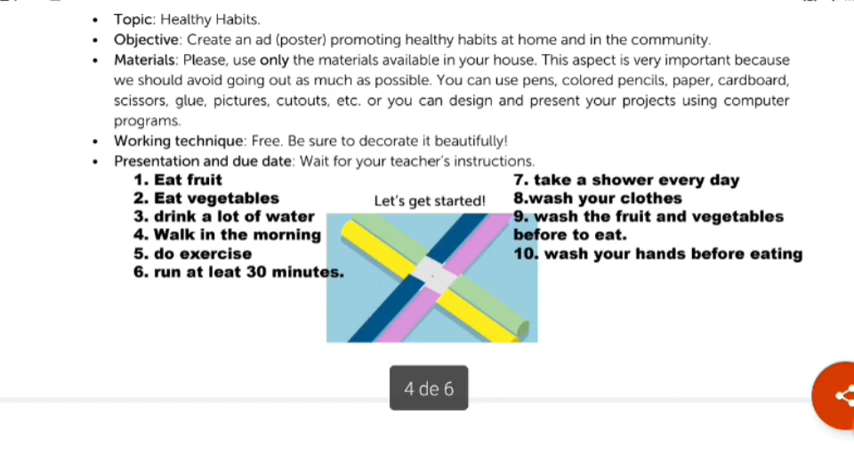 • Topic: Healthy Habits.
• Objective: Create an ad (poster) promoting healthy habits at home and in the community.
• Materials: Please, use only the materials available in your house. This aspect is very important because
we should avoid going out as much as possible. You can use pens, colored pencils, paper, cardboard,
scissors, glue, pictures, cutouts, etc. or you can design and present your projects using computer
programs.
• Working technique: Free. Be sure to decorate it beautifully!
• Presentation and due date: Wait for your teacher's instructions.
1. Eat fruit
2. Eat vegetables
3. drink a lot of water
4. Walk in the morning
5. do exercise
6. run at leat 30 minutes.
Let's get started!
7. take a shower every day
8.wash your clothes
9. wash the fruit and vegetables
before to eat.
10. wash your hands before eating
4 de 6